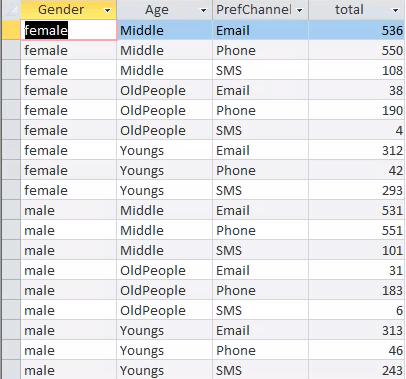 Gender Age PrefChannel total
female Middle Email 536
female Middle Phone 550
female Middle SMS 108
female OldPeople Email 38
female OldPeople Phone 190
female OldPeople SMS 4
female Youngs Email 312
female Youngs Phone 42
female Youngs SMS 293
male Middle Email 531
male Middle Phone 551
male Middle SMS 101
male OldPeople Email 31
male OldPeople Phone 183
male OldPeople SMS 6
male Youngs Email 313
male Youngs Phone 46
male Youngs SMS 243